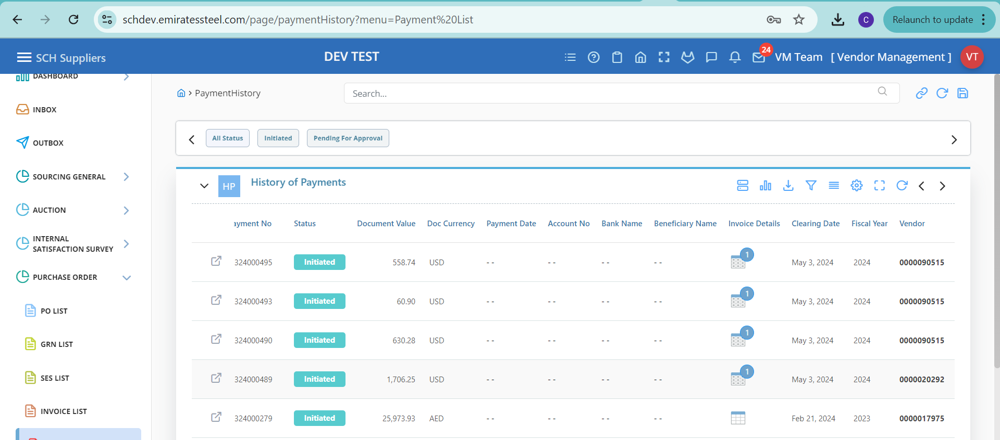 schdev.emiratessteel.com/page/paymentHistory?menu=Payment%20List
C
Relaunch to update
SCH Suppliers
DEV TEST
24
VM Team [ Vendor Management ]
VT
DASHBOARD
INBOX
OUTBOX
SOURCING GENERAL
AUCTION
INTERNAL
SATISFACTION SURVEY
PURCHASE ORDER
PO LIST
GRN LIST
SES LIST
INVOICE LIST
PaymentHistory
Search...
All Status Initiated Pending For Approval
HP History of Payments
ayment No Status Document Value Doc Currency Payment Date Account No Bank Name Beneficiary Name Invoice Details Clearing Date Fiscal Year Vendor
324000495 Initiated 558.74 USD - - - - - - - - 1 May 3, 2024 2024 0000090515
324000493 Initiated 60.90 USD - - - - - - - - 1 May 3, 2024 2024 0000090515
324000490 Initiated 630.28 USD - - - - - - - - 1 May 3, 2024 2024 0000090515
324000489 Initiated 1,706.25 USD - - - - - - - - 1 May 3, 2024 2024 0000020292
324000279 Initiated 25,973.93 AED - - - - - - - - Feb 21, 2024 2023 0000017975